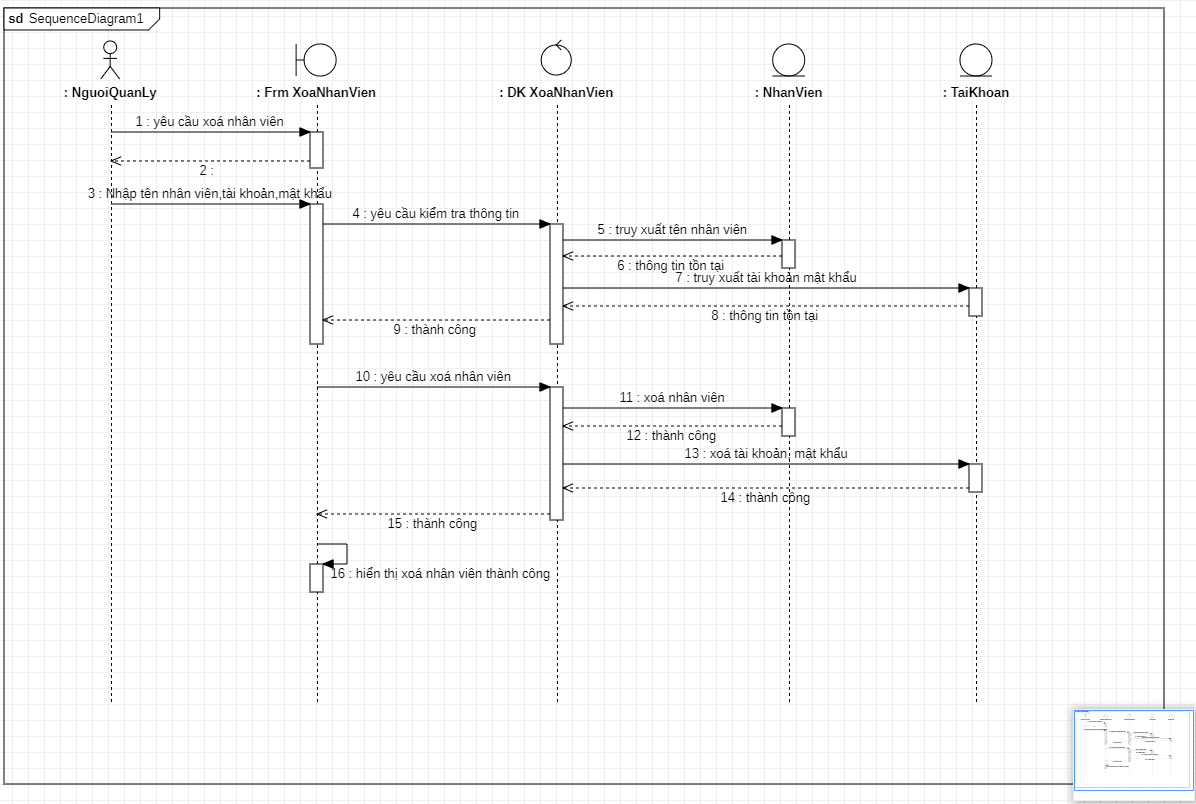 sd SequenceDiagram1
: NguoiQuanLy
: Frm XoaNhanVien
: DK XoaNhanVien
: NhanVien
: TaiKhoan
1 : yêu cầu xoá nhân viên
2 :
3 : Nhập tên nhân viên,tài khoản,mật khẩu
4 : yêu cầu kiểm tra thông tin
5 : truy xuất tên nhân viên
6 : thông tin tồn tại
7 : truy xuất tài khoản mật khẩu
8 : thông tin tồn tại
9 : thành công
10 : yêu cầu xoá nhân viên
11 : xoá nhân viên
12 : thành công
13 : xoá tài khoản, mật khẩu
14 : thành công
15 : thành công
16 : hiển thị xoá nhân viên thành công